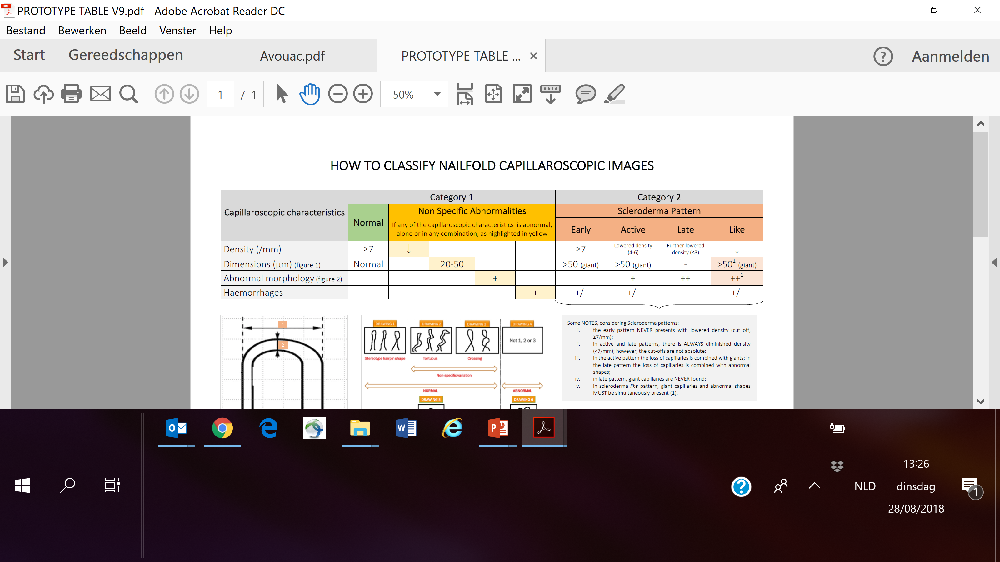 PROTOTYPE TABLE V9.pdf - Adobe Acrobat Reader DC
Bestand Bewerken Beeld Venster Help
Start Gereedschappen Avouac.pdf PROTOTYPE TABLE ... Aanmelden
1 / 1 50%
HOW TO CLASSIFY NAILFOLD CAPILLAROSCOPIC IMAGES
Category 1 Category 2
Capillaroscopic characteristics Normal Non Specific Abnormalities Scleroderma Pattern
If any of the capillaroscopic characteristics is abnormal,
alone or in any combination, as highlighted in yellow
Early Active Late Like
Density (/mm) ≥7 ↓ ≥7 Lowered density (4-6) Further lowered density (≤3) ↓
Dimensions (µm) (figure 1) Normal 20-50 >50 (giant) >50 (giant) - >50¹ (giant)
Abnormal morphology (figure 2) - + - + ++ ++¹
Haemorrhages - + +/- +/- - +/-
1
2
DRAWING 1 DRAWING 2 DRAWING 3 DRAWING 4
Not 1, 2 or 3
Stereotype hairpin shape Tortuous Crossing
Non-specific variation
NORMAL ABNORMAL
DRAWING 5 DRAWING 6
Some NOTES, considering Scleroderma patterns:
i. the early pattern NEVER presents with lowered density (cut off,
≥7/mm);
ii. in active and late patterns, there is ALWAYS diminished density
(<7/mm); however, the cut-offs are not absolute;
iii. in the active pattern the loss of capillaries is combined with giants; in
the late pattern the loss of capillaries is combined with abnormal
shapes;
iv. in late pattern, giant capillaries are NEVER found;
v. in scleroderma like pattern, giant capillaries and abnormal shapes
MUST be simultaneously present (1).
13:26
NLD dinsdag
1
28/08/2018